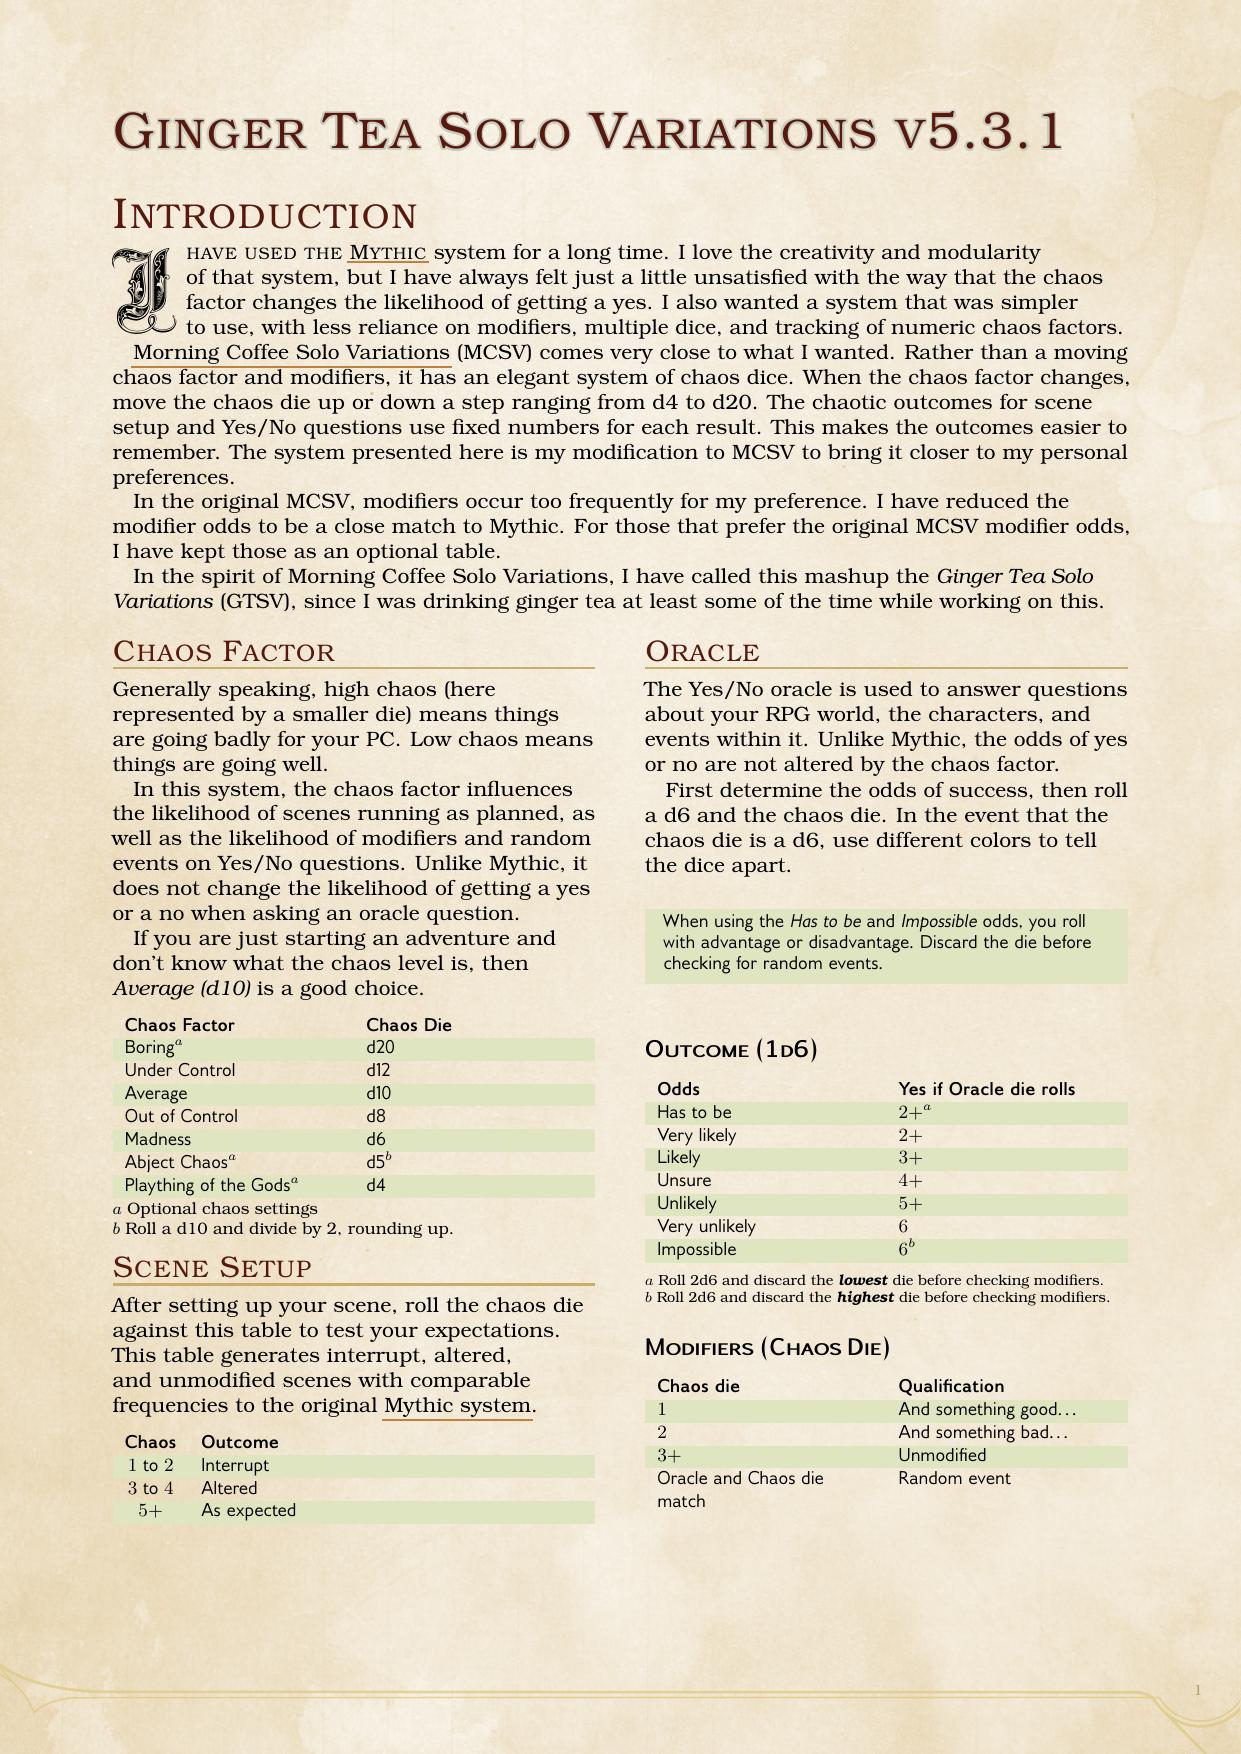 Ginger Tea Solo Variations v5.3.1
Introduction
I have used the Mythic system for a long time. I love the creativity and modularity
of that system, but I have always felt just a little unsatisfied with the way that the chaos
factor changes the likelihood of getting a yes. I also wanted a system that was simpler
to use, with less reliance on modifiers, multiple dice, and tracking of numeric chaos factors.
Morning Coffee Solo Variations (MCSV) comes very close to what I wanted. Rather than a moving
chaos factor and modifiers, it has an elegant system of chaos dice. When the chaos factor changes,
move the chaos die up or down a step ranging from d4 to d20. The chaotic outcomes for scene
setup and Yes/No questions use fixed numbers for each result. This makes the outcomes easier to
remember. The system presented here is my modification to MCSV to bring it closer to my personal
preferences.
In the original MCSV, modifiers occur too frequently for my preference. I have reduced the
modifier odds to be a close match to Mythic. For those that prefer the original MCSV modifier odds,
I have kept those as an optional table.
In the spirit of Morning Coffee Solo Variations, I have called this mashup the Ginger Tea Solo
Variations (GTSV), since I was drinking ginger tea at least some of the time while working on this.
Chaos Factor
Generally speaking, high chaos (here
represented by a smaller die) means things
are going badly for your PC. Low chaos means
things are going well.
In this system, the chaos factor influences
the likelihood of scenes running as planned, as
well as the likelihood of modifiers and random
events on Yes/No questions. Unlike Mythic, it
does not change the likelihood of getting a yes
or a no when asking an oracle question.
If you are just starting an adventure and
don't know what the chaos level is, then
Average (d10) is a good choice.
Chaos Factor Chaos Die
Boring^a d20
Under Control d12
Average d10
Out of Control d8
Madness d6
Abject Chaos^a d5^b
Plaything of the Gods^a d4
a Optional chaos settings
b Roll a d10 and divide by 2, rounding up.
Scene Setup
After setting up your scene, roll the chaos die
against this table to test your expectations.
This table generates interrupt, altered,
and unmodified scenes with comparable
frequencies to the original Mythic system.
Chaos Outcome
1 to 2 Interrupt
3 to 4 Altered
5+ As expected
Oracle
The Yes/No oracle is used to answer questions
about your RPG world, the characters, and
events within it. Unlike Mythic, the odds of yes
or no are not altered by the chaos factor.
First determine the odds of success, then roll
a d6 and the chaos die. In the event that the
chaos die is a d6, use different colors to tell
the dice apart.
When using the Has to be and Impossible odds, you roll
with advantage or disadvantage. Discard the die before
checking for random events.
Outcome (1d6)
Odds Yes if Oracle die rolls
Has to be 2+^a
Very likely 2+
Likely 3+
Unsure 4+
Unlikely 5+
Very unlikely 6
Impossible 6^b
a Roll 2d6 and discard the lowest die before checking modifiers.
b Roll 2d6 and discard the highest die before checking modifiers.
Modifiers (Chaos Die)
Chaos die Qualification
1 And something good...
2 And something bad...
3+ Unmodified
Oracle and Chaos die Random event
match
1